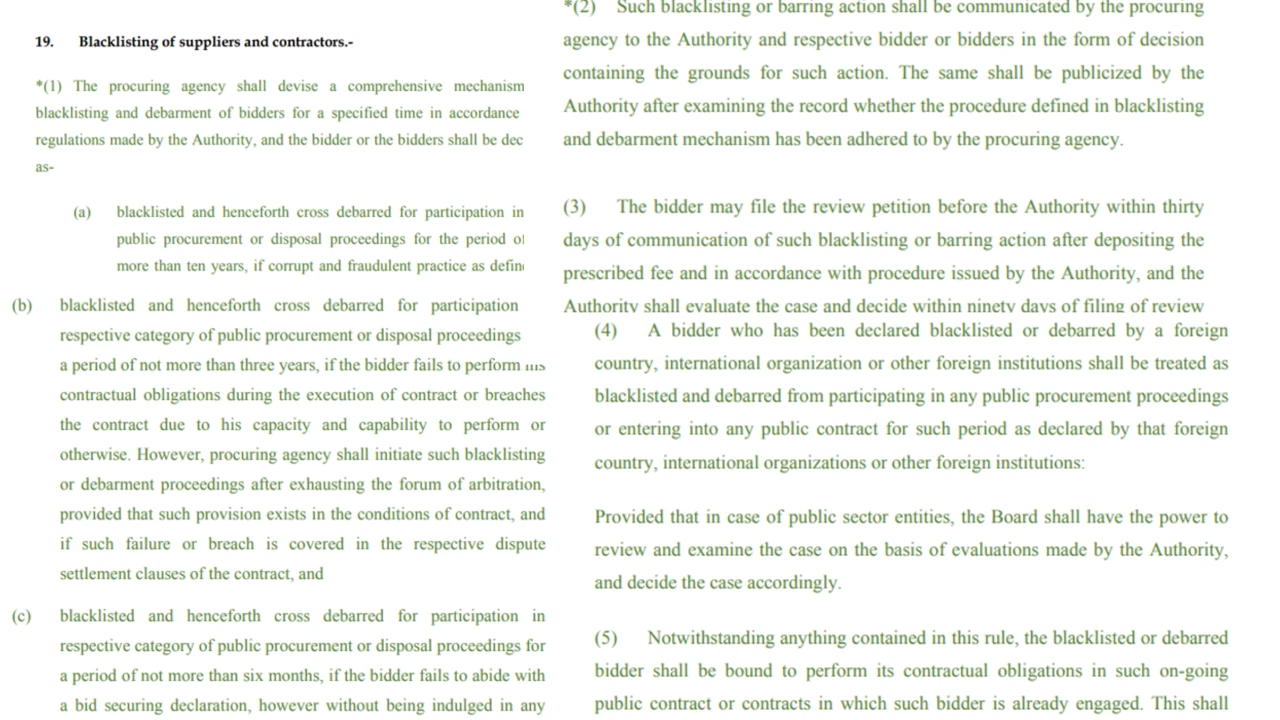 19. Blacklisting of suppliers and contractors.-
*(1) The procuring agency shall devise a comprehensive mechanism
blacklisting and debarment of bidders for a specified time in accordance
regulations made by the Authority, and the bidder or the bidders shall be dec
as-
(a) blacklisted and henceforth cross debarred for participation in
public procurement or disposal proceedings for the period of
more than ten years, if corrupt and fraudulent practice as define
(b) blacklisted and henceforth cross debarred for participation
respective category of public procurement or disposal proceedings
a period of not more than three years, if the bidder fails to perform
contractual obligations during the execution of contract or breaches
the contract due to his capacity and capability to perform or
otherwise. However, procuring agency shall initiate such blacklisting
or debarment proceedings after exhausting the forum of arbitration,
provided that such provision exists in the conditions of contract, and
if such failure or breach is covered in the respective dispute
settlement clauses of the contract, and
(c) blacklisted and henceforth cross debarred for participation in
respective category of public procurement or disposal proceedings for
a period of not more than six months, if the bidder fails to abide with
a bid securing declaration, however without being indulged in any
*(2) Such blacklisting or barring action shall be communicated by the procuring
agency to the Authority and respective bidder or bidders in the form of decision
containing the grounds for such action. The same shall be publicized by the
Authority after examining the record whether the procedure defined in blacklisting
and debarment mechanism has been adhered to by the procuring agency.
(3) The bidder may file the review petition before the Authority within thirty
days of communication of such blacklisting or barring action after depositing the
prescribed fee and in accordance with procedure issued by the Authority, and the
Authority shall evaluate the case and decide within ninety days of filing of review
(4) A bidder who has been declared blacklisted or debarred by a foreign
country, international organization or other foreign institutions shall be treated as
blacklisted and debarred from participating in any public procurement proceedings
or entering into any public contract for such period as declared by that foreign
country, international organizations or other foreign institutions:
Provided that in case of public sector entities, the Board shall have the power to
review and examine the case on the basis of evaluations made by the Authority,
and decide the case accordingly.
(5) Notwithstanding anything contained in this rule, the blacklisted or debarred
bidder shall be bound to perform its contractual obligations in such on-going
public contract or contracts in which such bidder is already engaged. This shall